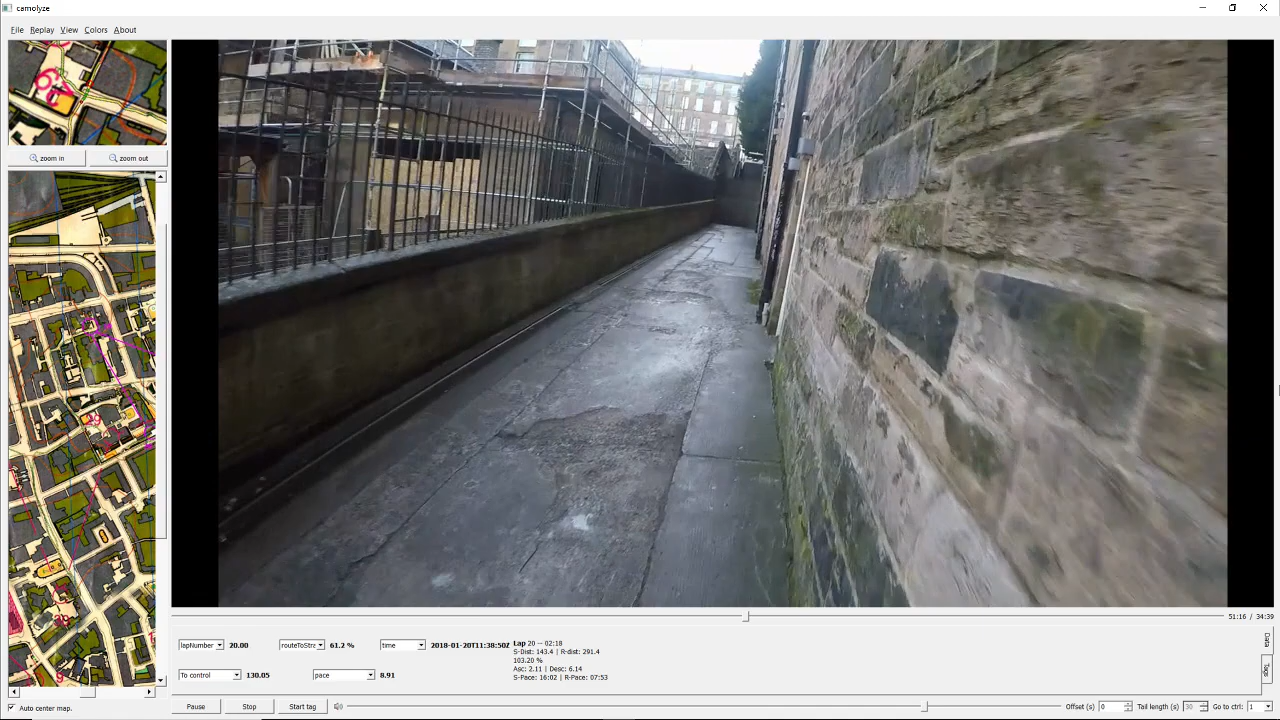 camolyze
File Replay View Colors About
zoom in zoom out
51:16 / 34:39
lapNumber 20.00 routeToStra 61.2 % time 2018-01-20T11:38:50Z
To control 130.05 pace 8.91
Lap 20 — 02:18
S-Dist: 143.4 | R-dist: 291.4
103.20 %
Asc: 2.11 | Desc: 6.14
S-Pace: 16:02 | R-Pace: 07:53
Data
Tags
Auto center map.
Pause Stop Start tag Offset (s) 0 Tail length (s) 30 Go to ctrl: 1